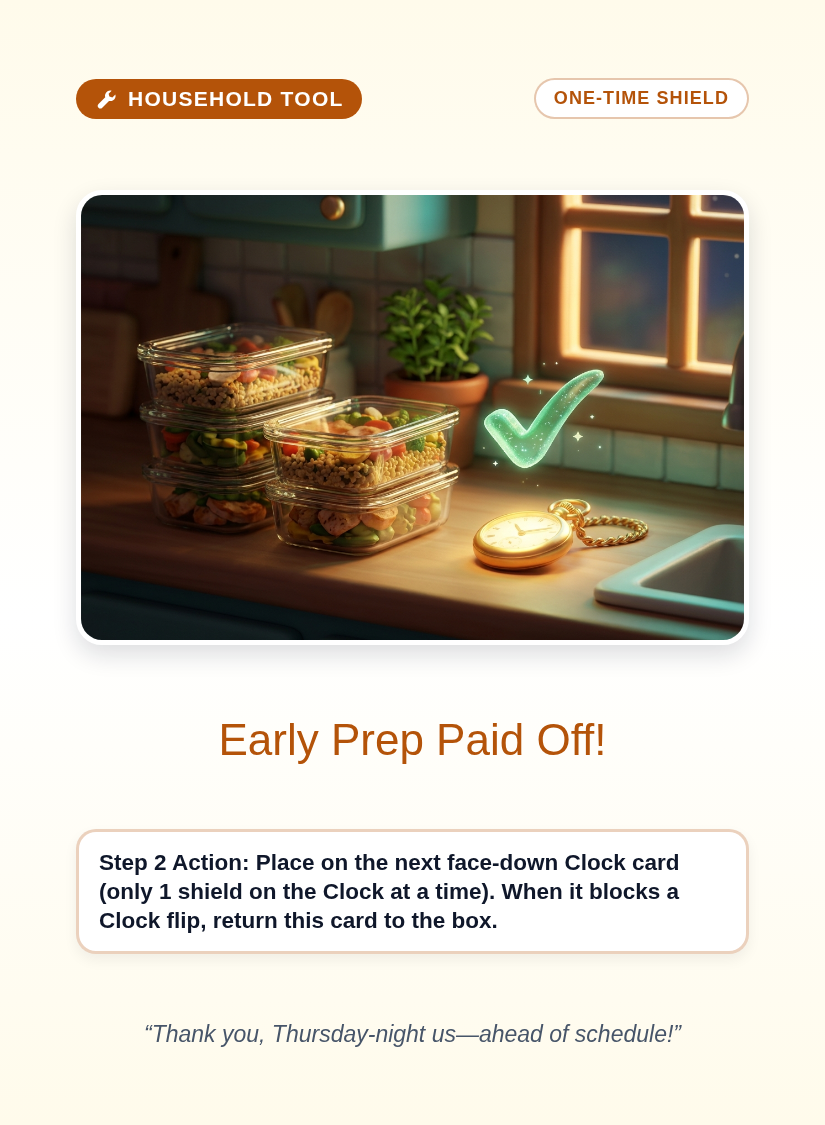 HOUSEHOLD TOOL
ONE-TIME SHIELD
Early Prep Paid Off!
Step 2 Action: Place on the next face-down Clock card
(only 1 shield on the Clock at a time). When it blocks a
Clock flip, return this card to the box.
“Thank you, Thursday-night us—ahead of schedule!”